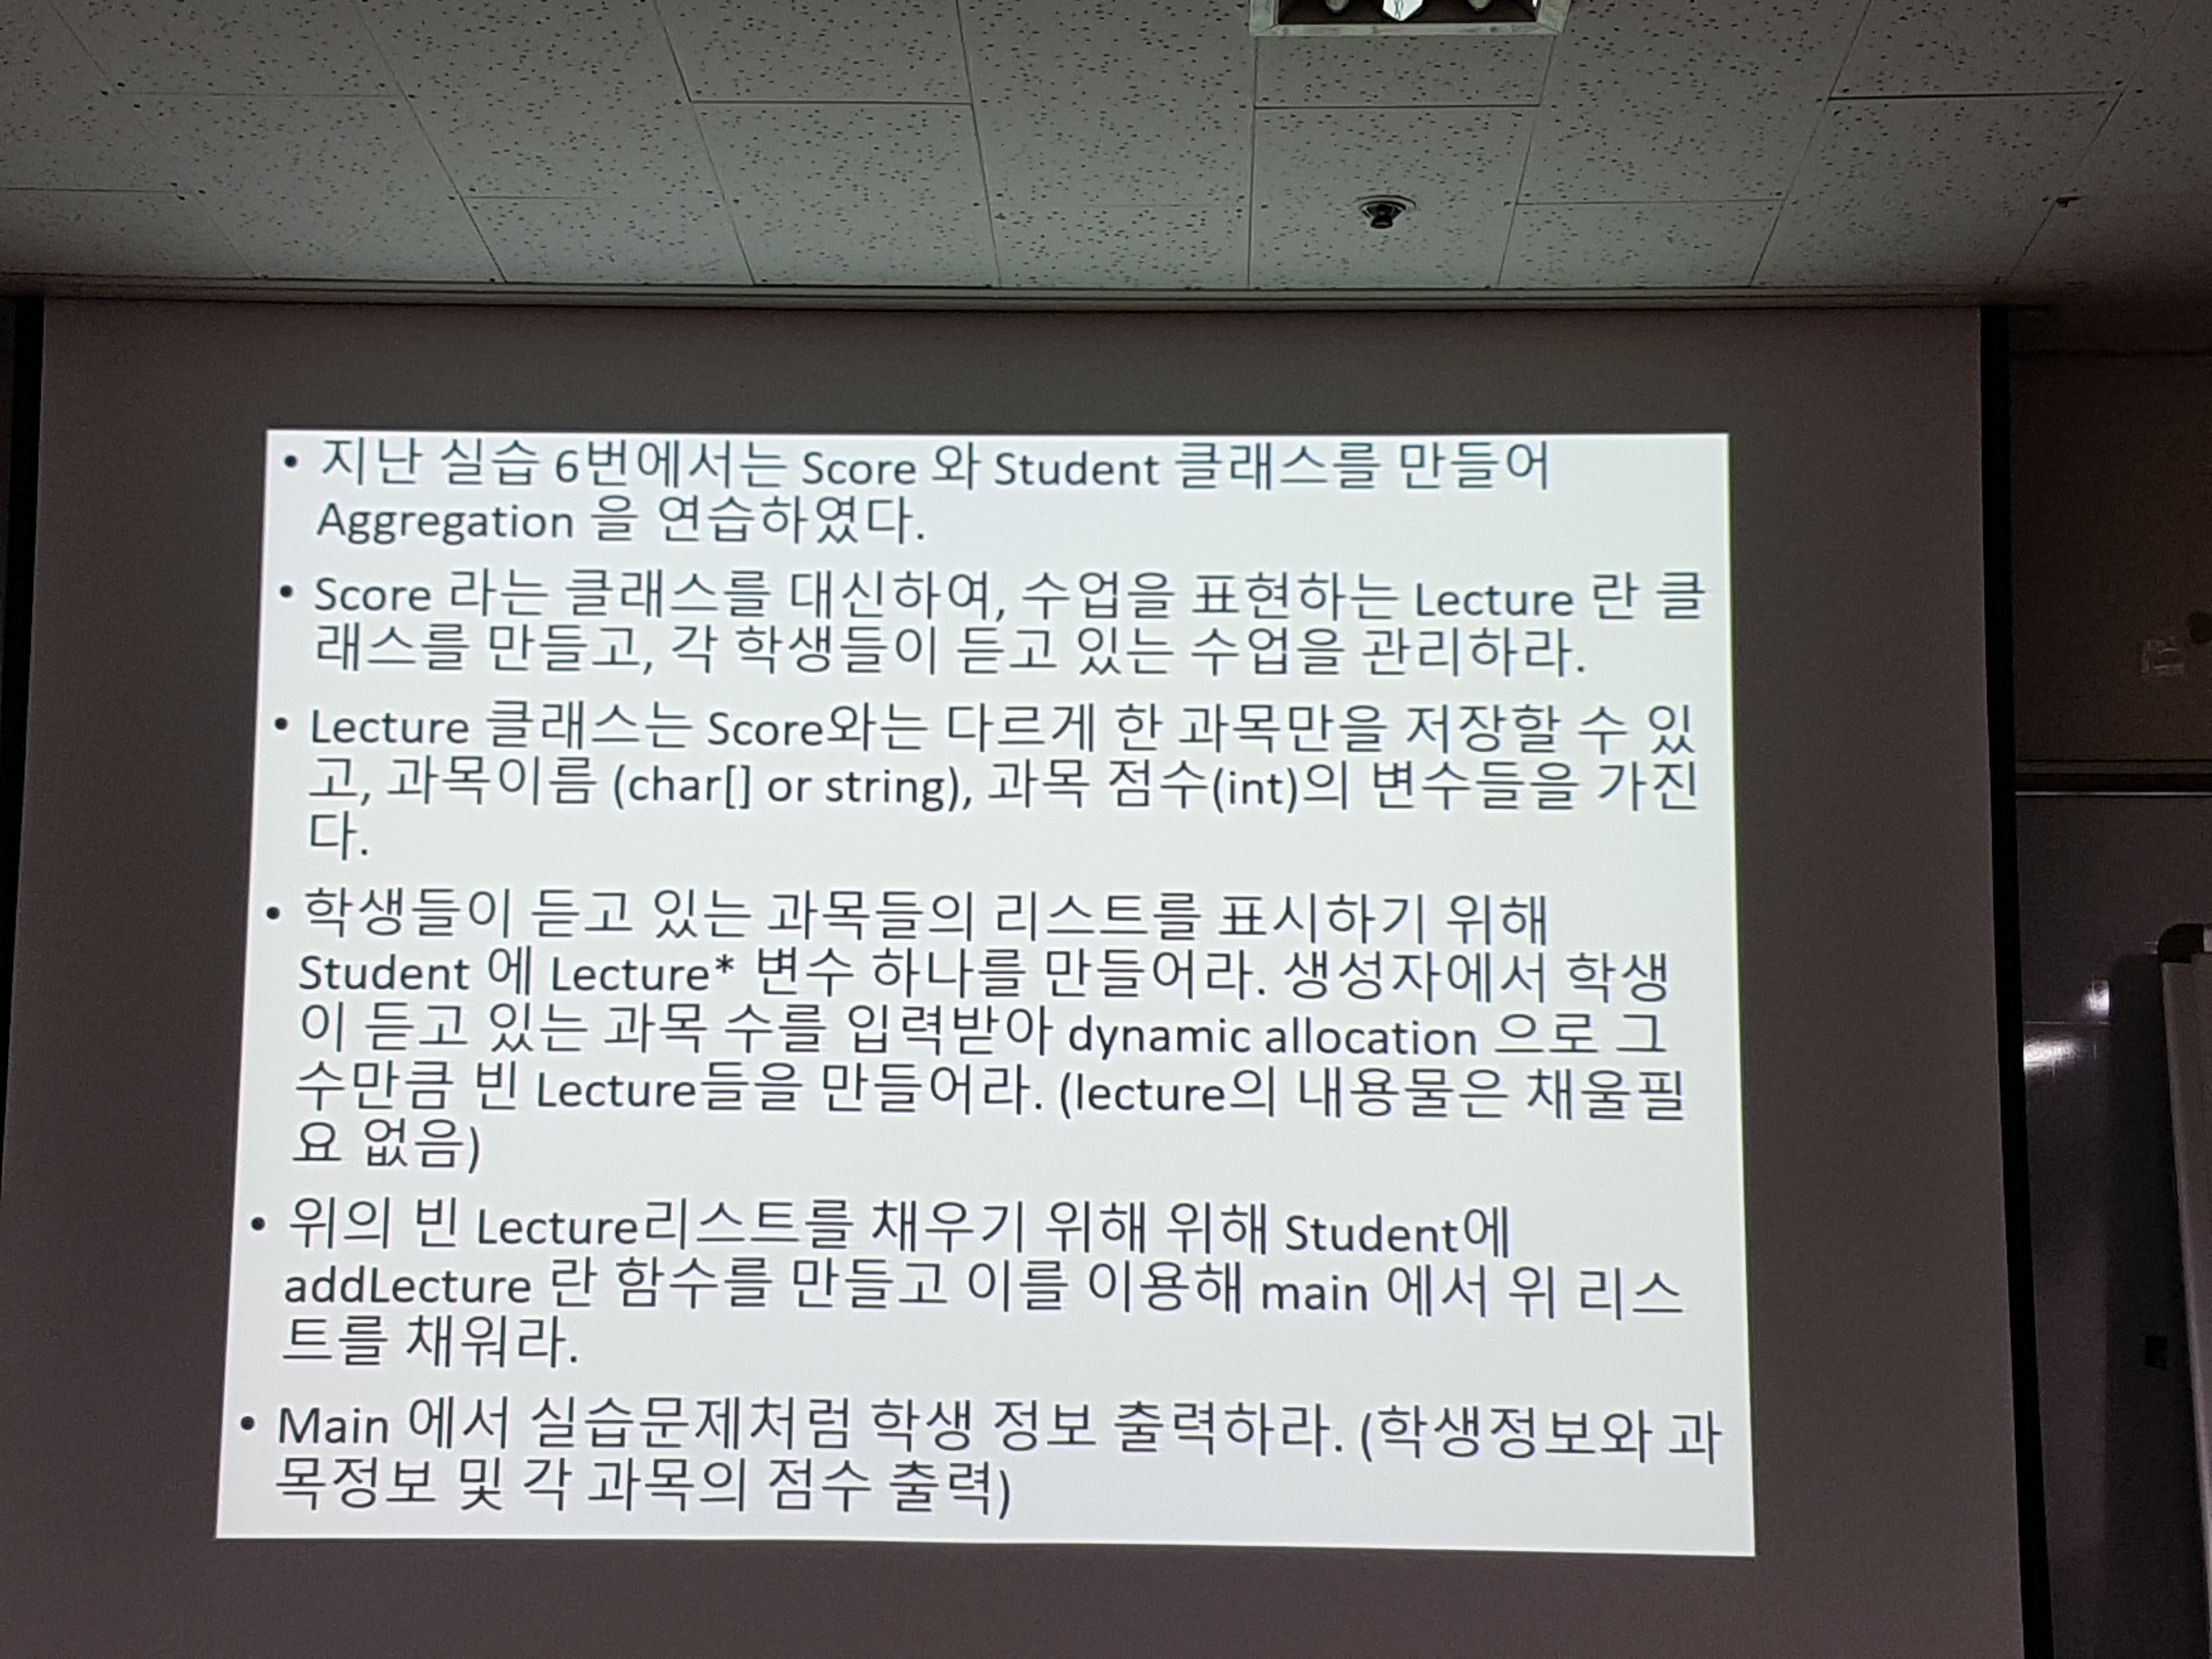 • 지난 실습 6번에서는 Score 와 Student 클래스를 만들어
Aggregation 을 연습하였다.
• Score 라는 클래스를 대신하여, 수업을 표현하는 Lecture 란 클
래스를 만들고, 각 학생들이 듣고 있는 수업을 관리하라.
• Lecture 클래스는 Score와는 다르게 한 과목만을 저장할 수 있
고, 과목이름 (char[] or string), 과목 점수(int)의 변수들을 가진
다.
• 학생들이 듣고 있는 과목들의 리스트를 표시하기 위해
Student 에 Lecture* 변수 하나를 만들어라. 생성자에서 학생
이 듣고 있는 과목 수를 입력받아 dynamic allocation 으로 그
수만큼 빈 Lecture들을 만들어라. (lecture의 내용물은 채울필
요 없음)
• 위의 빈 Lecture리스트를 채우기 위해 위해 Student에
addLecture 란 함수를 만들고 이를 이용해 main 에서 위 리스
트를 채워라.
• Main 에서 실습문제처럼 학생 정보 출력하라. (학생정보와 과
목정보 및 각 과목의 점수 출력)